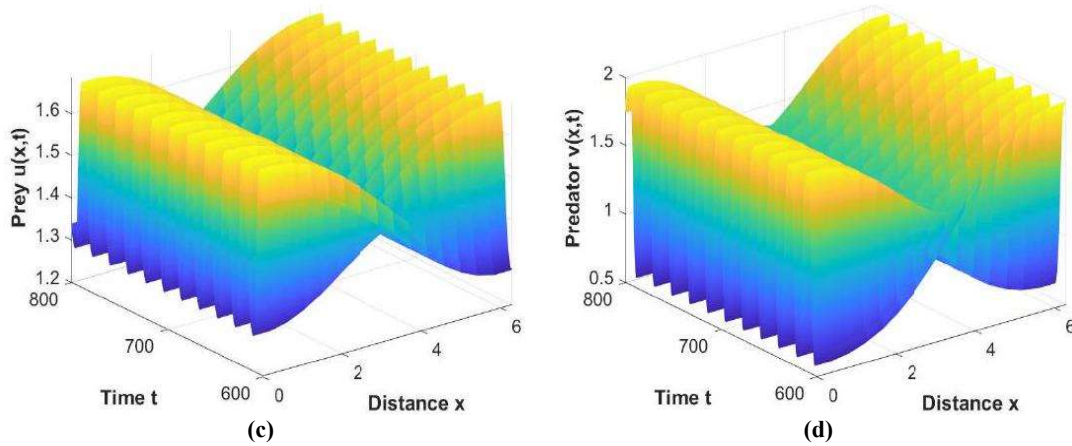 1.6
1.5
1.4
1.3
1.2
Prey u(x,t)
800
700
600
Time t
0
2
4
6
Distance x
(c)
2
1.5
1
0.5
Predator v(x,t)
800
700
600
Time t
0
2
4
6
Distance x
(d)